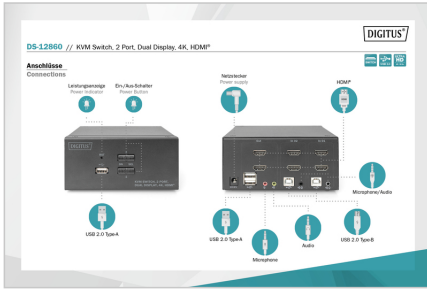 DIGITUS®
DS-12860 // KVM Switch, 2 Port, Dual Display, 4K, HDMI®
Anschlüsse
Connections
Leistungsanzeige
Power Indicator
Ein-/Aus-Schalter
Power Button
Netzstecker
Power supply
HDMI®
DIGITUS
USB 2.0 Type-A
USB 2.0 Type-A
Microphone
Audio
USB 2.0 Type-B
Microphone/Audio